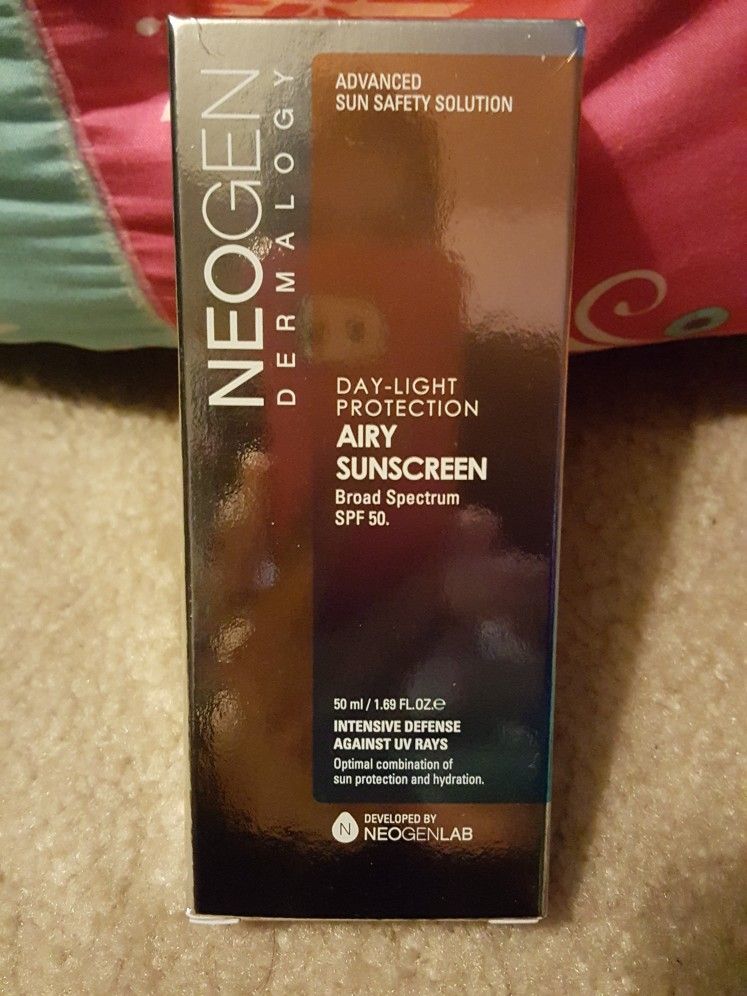 NEOGEN
DERMALOGY
ADVANCED
SUN SAFETY SOLUTION
DAY-LIGHT
PROTECTION
AIRY
SUNSCREEN
Broad Spectrum
SPF 50.
50 ml / 1.69 FL.OZ.℮
INTENSIVE DEFENSE
AGAINST UV RAYS
Optimal combination of
sun protection and hydration.
N
DEVELOPED BY
NEOGENLAB